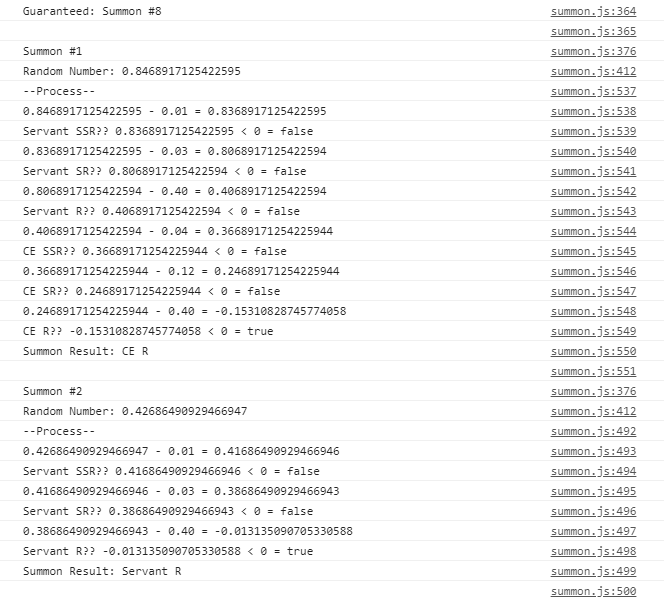 Guaranteed: Summon #8 summon.js:364
summon.js:365
Summon #1 summon.js:376
Random Number: 0.8468917125422595 summon.js:412
--Process-- summon.js:537
0.8468917125422595 - 0.01 = 0.8368917125422595 summon.js:538
Servant SSR?? 0.8368917125422595 < 0 = false summon.js:539
0.8368917125422595 - 0.03 = 0.8068917125422594 summon.js:540
Servant SR?? 0.8068917125422594 < 0 = false summon.js:541
0.8068917125422594 - 0.40 = 0.4068917125422594 summon.js:542
Servant R?? 0.4068917125422594 < 0 = false summon.js:543
0.4068917125422594 - 0.04 = 0.36689171254225944 summon.js:544
CE SSR?? 0.36689171254225944 < 0 = false summon.js:545
0.36689171254225944 - 0.12 = 0.24689171254225944 summon.js:546
CE SR?? 0.24689171254225944 < 0 = false summon.js:547
0.24689171254225944 - 0.40 = -0.15310828745774058 summon.js:548
CE R?? -0.15310828745774058 < 0 = true summon.js:549
Summon Result: CE R summon.js:550
summon.js:551
Summon #2 summon.js:376
Random Number: 0.42686490929466947 summon.js:412
--Process-- summon.js:492
0.42686490929466947 - 0.01 = 0.41686490929466946 summon.js:493
Servant SSR?? 0.41686490929466946 < 0 = false summon.js:494
0.41686490929466946 - 0.03 = 0.38686490929466943 summon.js:495
Servant SR?? 0.38686490929466943 < 0 = false summon.js:496
0.38686490929466943 - 0.40 = -0.013135090705330588 summon.js:497
Servant R?? -0.013135090705330588 < 0 = true summon.js:498
Summon Result: Servant R summon.js:499
summon.js:500